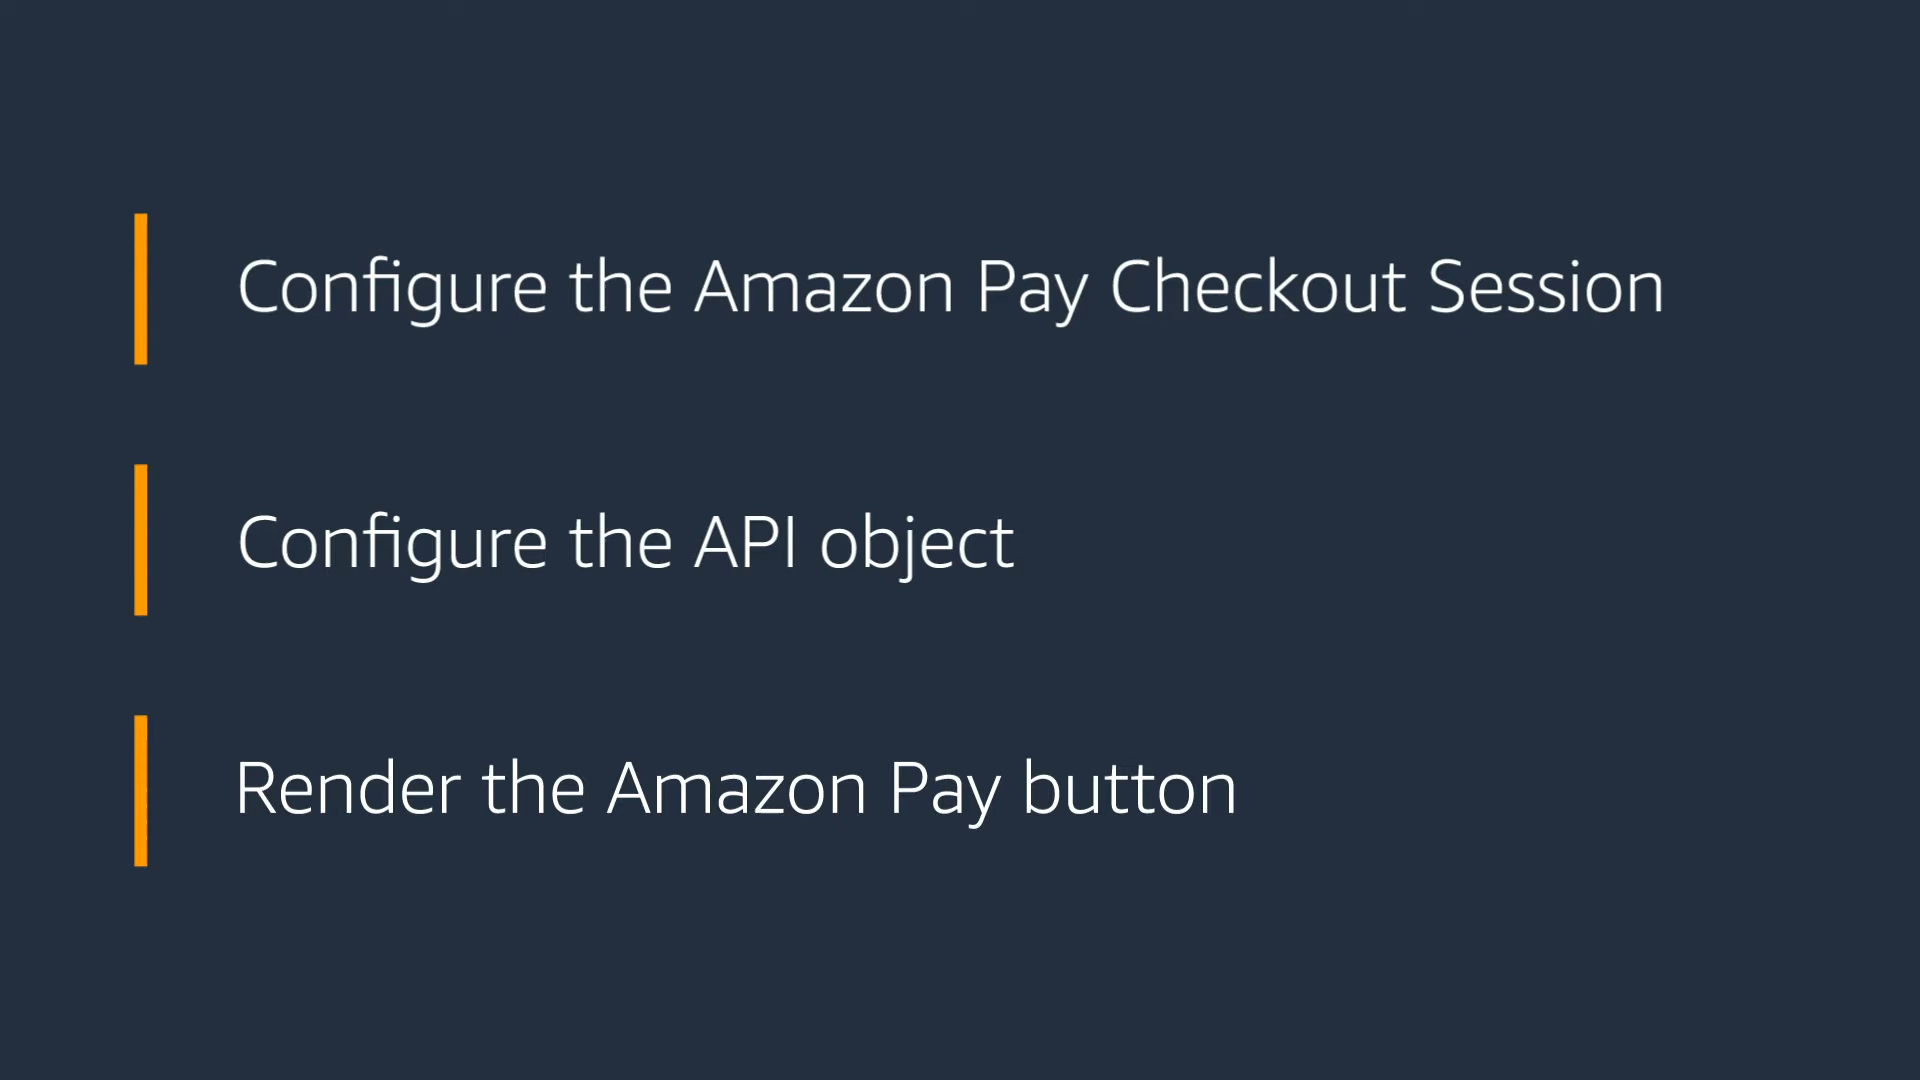 Configure the Amazon Pay Checkout Session
Configure the API object
Render the Amazon Pay button